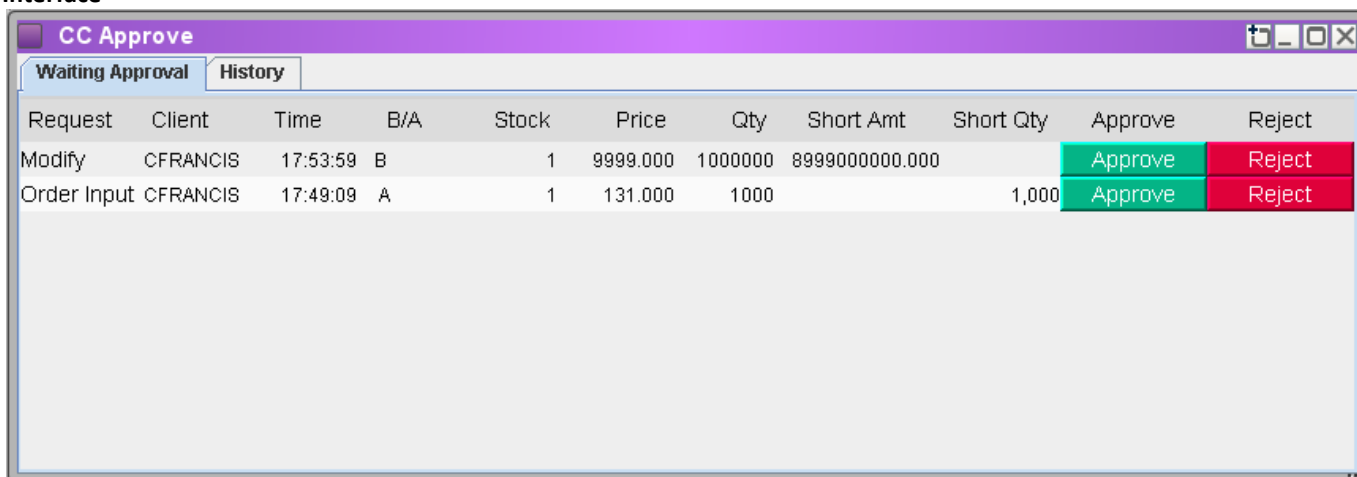 CC Approve
Waiting Approval History
Request Client Time B/A Stock Price Qty Short Amt Short Qty Approve Reject
Modify CFRANCIS 17:53:59 B 1 9999.000 1000000 8999000000.000 Approve Reject
Order Input CFRANCIS 17:49:09 A 1 131.000 1000 1,000 Approve Reject